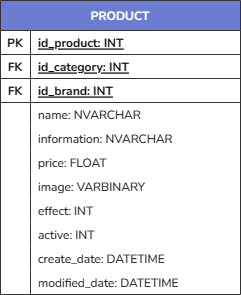 PRODUCT
PK id_product: INT
FK id_category: INT
FK id_brand: INT
name: NVARCHAR
information: NVARCHAR
price: FLOAT
image: VARBINARY
effect: INT
active: INT
create_date: DATETIME
modified_date: DATETIME